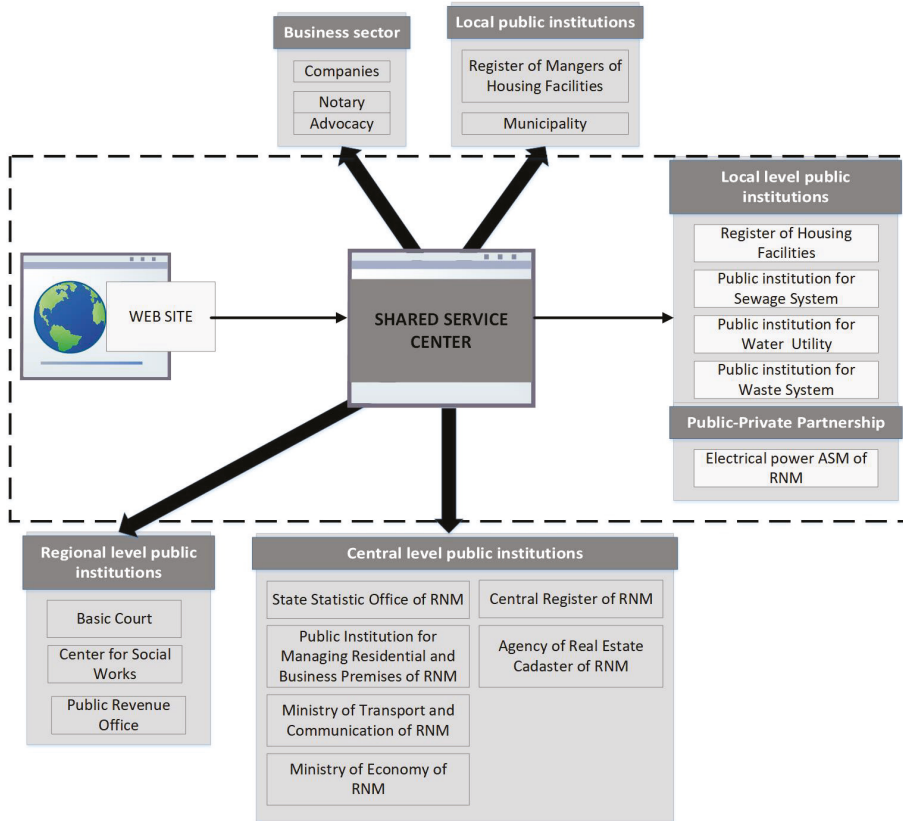 Business sector
Companies
Notary
Advocacy
Local public institutions
Register of Mangers of
Housing Facilities
Municipality
WEB SITE
SHARED SERVICE
CENTER
Local level public
institutions
Register of Housing
Facilities
Public institution for
Sewage System
Public institution for
Water Utility
Public institution for
Waste System
Public-Private Partnership
Electrical power ASM of
RNM
Regional level public
institutions
Basic Court
Center for Social
Works
Public Revenue
Office
Central level public institutions
State Statistic Office of RNM
Public Institution for
Managing Residential and
Business Premises of RNM
Ministry of Transport and
Communication of RNM
Ministry of Economy of
RNM
Central Register of RNM
Agency of Real Estate
Cadaster of RNM